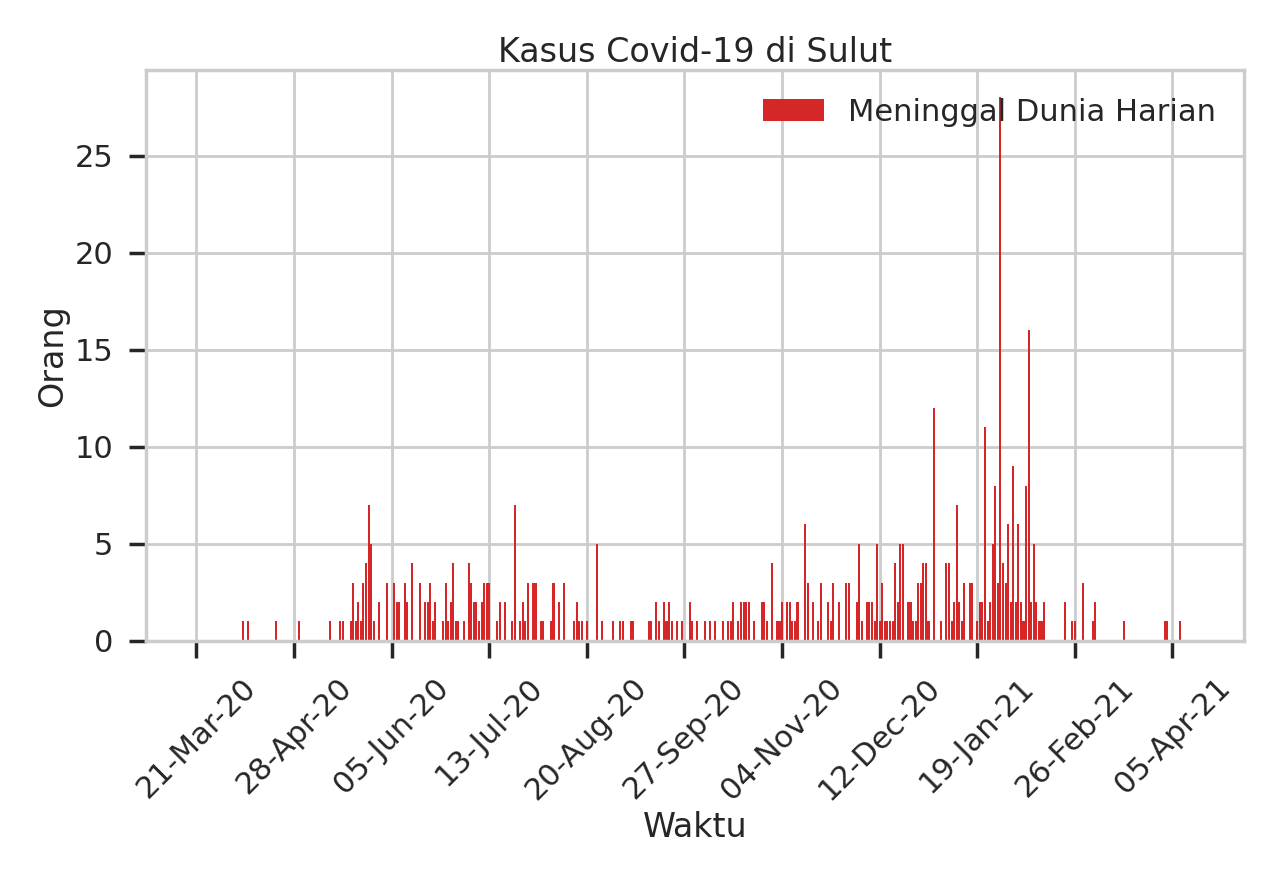 Kasus Covid-19 di Sulut
Meninggal Dunia Harian
Orang
25
20
15
10
5
0
21-Mar-20
28-Apr-20
05-Jun-20
13-Jul-20
20-Aug-20
27-Sep-20
04-Nov-20
12-Dec-20
19-Jan-21
26-Feb-21
05-Apr-21
Waktu